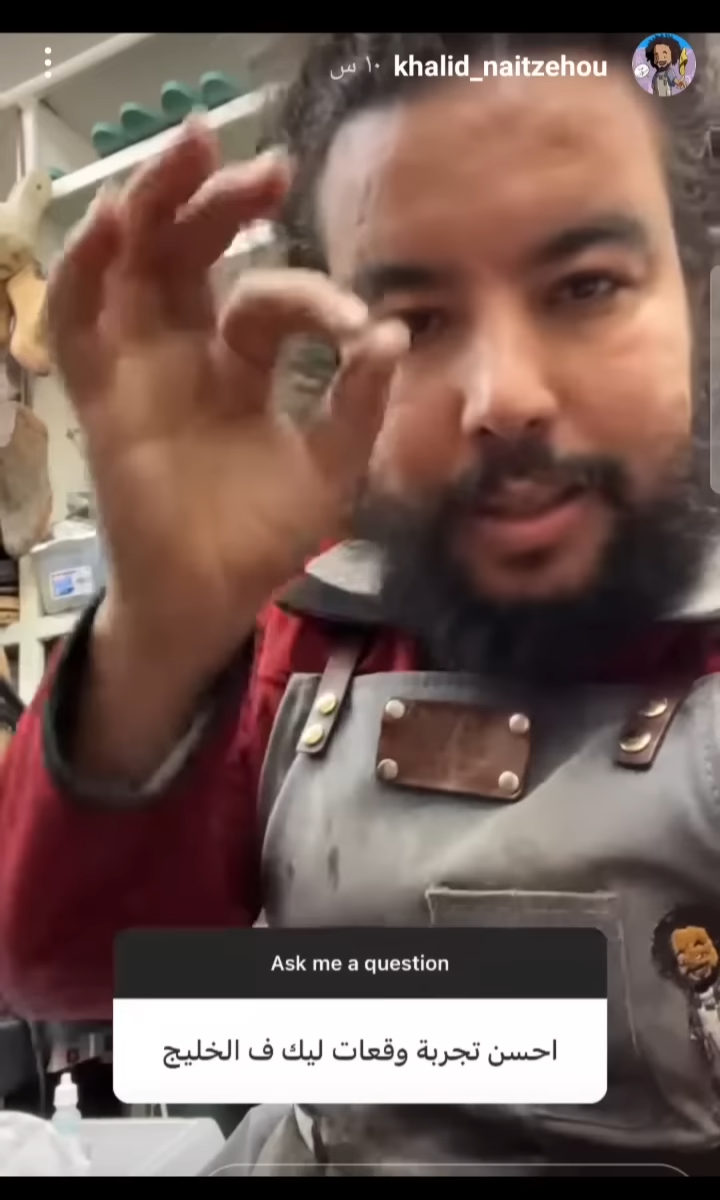 khalid_naitzehou ١٠ س
Ask me a question
احسن تجربة وقعات ليك ف الخليج